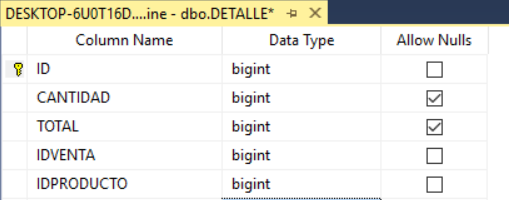 DESKTOP-6U0T16D....ine - dbo.DETALLE*
Column Name Data Type Allow Nulls
ID bigint
CANTIDAD bigint
TOTAL bigint
IDVENTA bigint
IDPRODUCTO bigint